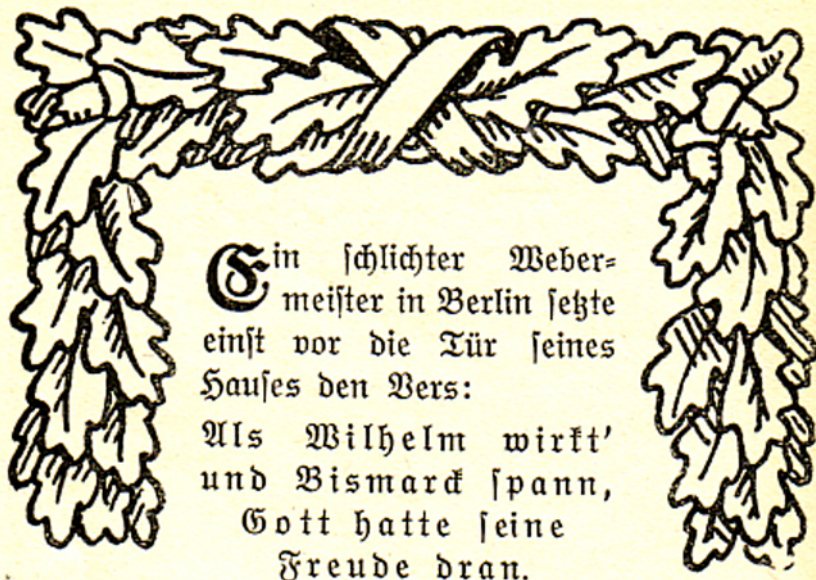 Ein schlichter Weber-
meister in Berlin setzte
einst vor die Tür seines
Hauses den Vers:
Als Wilhelm wirkt'
und Bismarck spann,
Gott hatte seine
Freude dran.